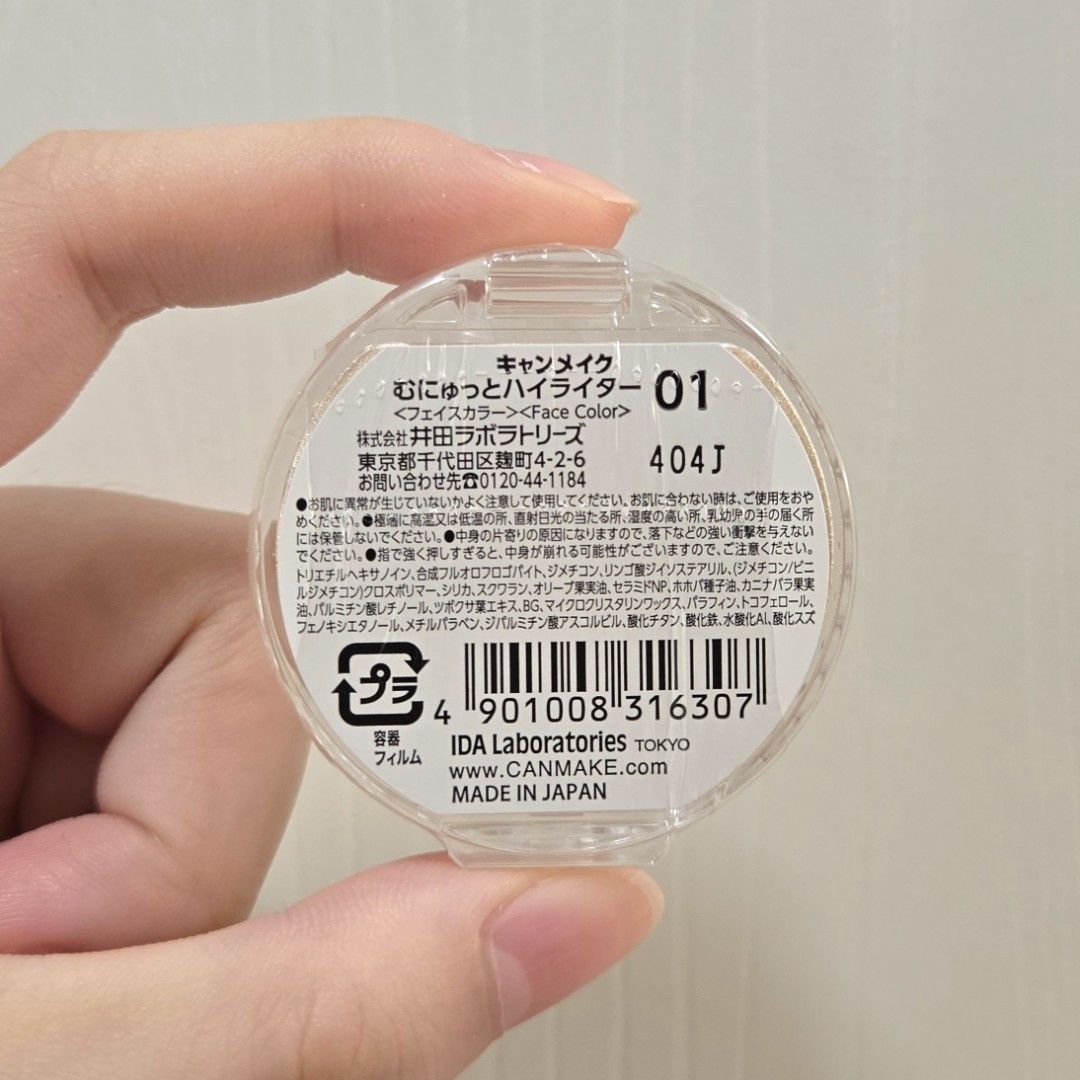 キャンメイク
むにゅっとハイライター 01
<フェイスカラー><Face Color>
株式会社 井田ラボラトリーズ
東京都千代田区麹町4-2-6
お問い合わせ先☎0120-44-1184
404J
●お肌に異常が生じていないかよく注意して使用してください。お肌に合わない時は、ご使用をおや
めください。●極端に高温又は低温の所、直射日光の当たる所、湿度の高い所、乳幼児の手の届く所
には保管しないでください。●中身の片寄りの原因になりますので、落下などの強い衝撃を与えない
でください。●指で強く押しすぎると、中身が崩れる可能性がございますので、ご注意ください。
トリエチルヘキサノイン、合成フルオロフロゴパイト、ジメチコン、リンゴ酸ジイソステアリル、(ジメチコン/ビニ
ルジメチコン)クロスポリマー、シリカ、スクワラン、オリーブ果実油、セラミドNP、ホホバ種子油、カニナバラ果実
油、パルミチン酸レチノール、ツボクサ葉エキス、BG、マイクロクリスタリンワックス、パラフィン、トコフェロール、
フェノキシエタノール、メチルパラベン、ジパルミチン酸アスコルビル、酸化チタン、酸化鉄、水酸化Al、酸化スズ
プラ
容器
フィルム
4 901008 316307
IDA Laboratories TOKYO
www.CANMAKE.com
MADE IN JAPAN